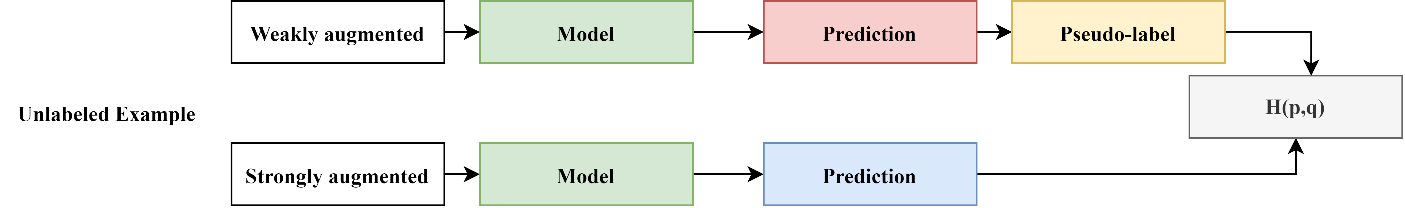 Weakly augmented
Model
Prediction
Pseudo-label
H(p,q)
Unlabeled Example
Strongly augmented
Model
Prediction